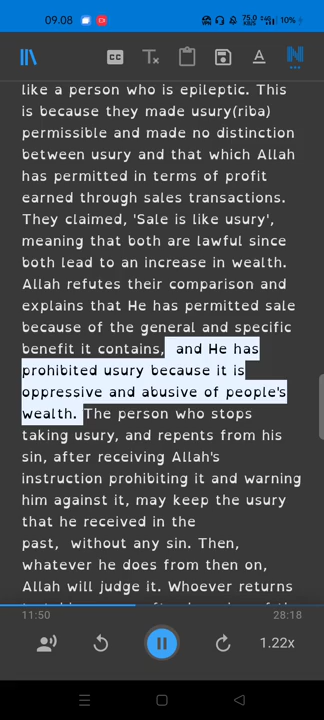 09.08
75.0 KB/S
10%
CC
T×
A
N
like a person who is epileptic. This
is because they made usury(riba)
permissible and made no distinction
between usury and that which Allah
has permitted in terms of profit
earned through sales transactions.
They claimed, 'Sale is like usury',
meaning that both are lawful since
both lead to an increase in wealth.
Allah refutes their comparison and
explains that He has permitted sale
because of the general and specific
benefit it contains, and He has
prohibited usury because it is
oppressive and abusive of people's
wealth. The person who stops
taking usury, and repents from his
sin, after receiving Allah's
instruction prohibiting it and warning
him against it, may keep the usury
that he received in the
past, without any sin. Then,
whatever he does from then on,
Allah will judge it. Whoever returns
11:50
28:18
1.22x